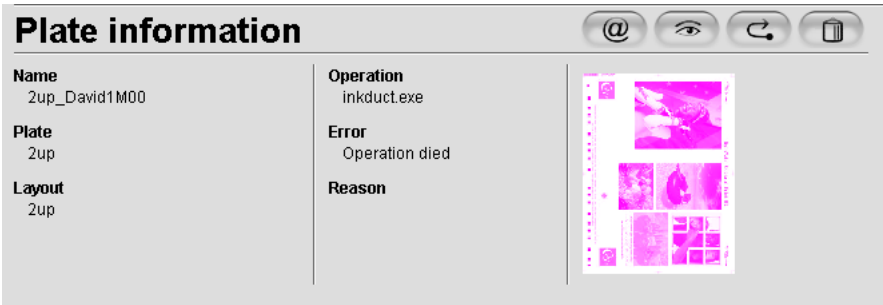 Plate information
@
Name
2up_David1M00
Plate
2up
Layout
2up
Operation
inkduct.exe
Error
Operation died
Reason